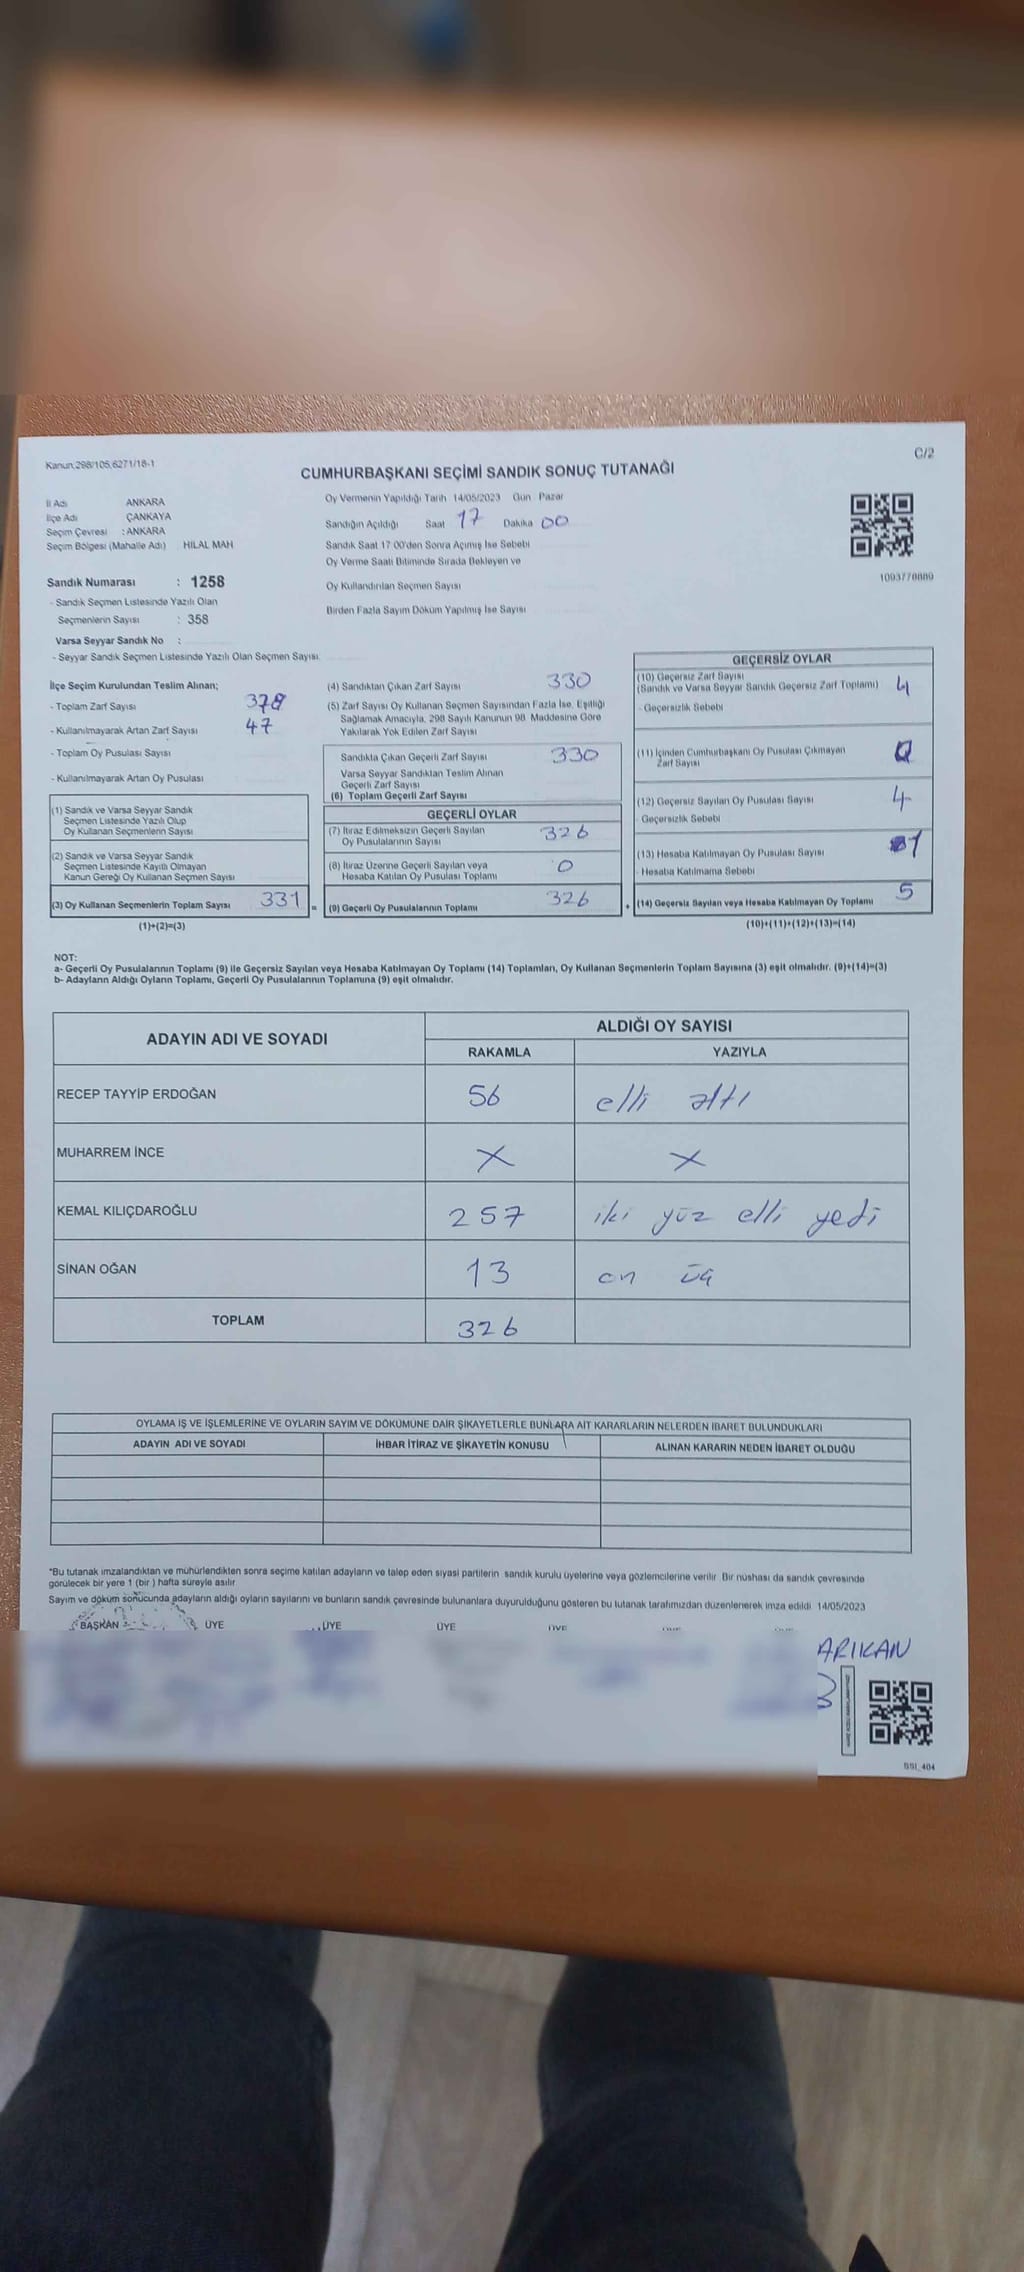 Kanun:298/105,6271/18-1
C/2
CUMHURBAŞKANI SEÇİMİ SANDIK SONUÇ TUTANAĞI
İl Adı ANKARA
İlçe Adı ÇANKAYA
Seçim Çevresi : ANKARA
Seçim Bölgesi (Mahalle Adı) HİLAL MAH
Oy Vermenin Yapıldığı Tarih 14/05/2023 Gün Pazar
Sandığın Açıldığı Saat 17 Dakika 00
Sandık Saat 17:00'den Sonra Açımış İse Sebebi
Oy Verme Saati Bitiminde Sırada Bekleyen ve
Oy Kullandırılan Seçmen Sayısı
Birden Fazla Sayım Döküm Yapılmış İse Sayısı
1093778889
Sandık Numarası : 1258
- Sandık Seçmen Listesinde Yazılı Olan
Seçmenlerin Sayısı : 358
Varsa Seyyar Sandık No :
- Seyyar Sandık Seçmen Listesinde Yazılı Olan Seçmen Sayısı:
İlçe Seçim Kurulundan Teslim Alınan;
- Toplam Zarf Sayısı 378
- Kullanılmayarak Artan Zarf Sayısı 47
- Toplam Oy Pusulası Sayısı
- Kullanılmayarak Artan Oy Pusulası
(1) Sandık ve Varsa Seyyar Sandık
Seçmen Listesinde Yazılı Olup
Oy Kullanan Seçmenlerin Sayısı
(2) Sandık ve Varsa Seyyar Sandık
Seçmen Listesinde Kayıtlı Olmayan
Kanun Gereği Oy Kullanan Seçmen Sayısı
(3) Oy Kullanan Seçmenlerin Toplam Sayısı 331 =
(1)+(2)=(3)
(4) Sandıktan Çıkan Zarf Sayısı 330
(5) Zarf Sayısı Oy Kullanan Seçmen Sayısından Fazla İse, Eşitliği
Sağlamak Amacıyla, 298 Sayılı Kanunun 98. Maddesine Göre
Yakılarak Yok Edilen Zarf Sayısı
Sandıkta Çıkan Geçerli Zarf Sayısı 330
Varsa Seyyar Sandıktan Teslim Alınan
Geçerli Zarf Sayısı
(6) Toplam Geçerli Zarf Sayısı
GEÇERLİ OYLAR
(7) İtiraz Edilmeksizin Geçerli Sayılan
Oy Pusulalarının Sayısı 326
(8) İtiraz Üzerine Geçerli Sayılan veya
Hesaba Katılan Oy Pusulası Toplamı 0
(9) Geçerli Oy Pusulalarının Toplamı 326 +
GEÇERSİZ OYLAR
(10) Geçersiz Zarf Sayısı
(Sandık ve Varsa Seyyar Sandık Geçersiz Zarf Toplamı) 4
- Geçersizlik Sebebi
(11) İçinden Cumhurbaşkanı Oy Pusulası Çıkmayan
Zarf Sayısı
(12) Geçersiz Sayılan Oy Pusulası Sayısı 4
- Geçersizlik Sebebi
(13) Hesaba Katılmayan Oy Pusulası Sayısı 1
- Hesaba Katılmama Sebebi
(14) Geçersiz Sayılan veya Hesaba Katılmayan Oy Toplamı 5
(10)+(11)+(12)+(13)=(14)
NOT:
a- Geçerli Oy Pusulalarının Toplamı (9) ile Geçersiz Sayılan veya Hesaba Katılmayan Oy Toplamı (14) Toplamları, Oy Kullanan Seçmenlerin Toplam Sayısına (3) eşit olmalıdır. (9)+(14)=(3)
b- Adayların Aldığı Oyların Toplamı, Geçerli Oy Pusulalarının Toplamına (9) eşit olmalıdır.
ADAYIN ADI VE SOYADI ALDIĞI OY SAYISI
RAKAMLA YAZIYLA
RECEP TAYYİP ERDOĞAN 56 elli altı
MUHARREM İNCE X X
KEMAL KILIÇDAROĞLU 257 iki yüz elli yedi
SİNAN OĞAN 13 on üç
TOPLAM 326
OYLAMA İŞ VE İŞLEMLERİNE VE OYLARIN SAYIM VE DÖKÜMÜNE DAİR ŞİKAYETLERLE BUNLARA AİT KARARLARIN NELERDEN İBARET BULUNDUKLARI
ADAYIN ADI VE SOYADI İHBAR İTİRAZ VE ŞİKAYETİN KONUSU ALINAN KARARIN NEDEN İBARET OLDUĞU
*Bu tutanak imzalandıktan ve mühürlendikten sonra seçime katılan adayların ve talep eden siyasi partilerin sandık kurulu üyelerine veya gözlemcilerine verilir. Bir nüshası da sandık çevresinde
görülecek bir yere 1 (bir ) hafta süreyle asılır.
Sayım ve döküm sonucunda adayların aldığı oyların sayılarını ve bunların sandık çevresinde bulunanlara duyurulduğunu gösteren bu tutanak tarafımızdan düzenlenerek imza edildi. 14/05/2023
BAŞKAN ÜYE ÜYE ÜYE
ARIKAN